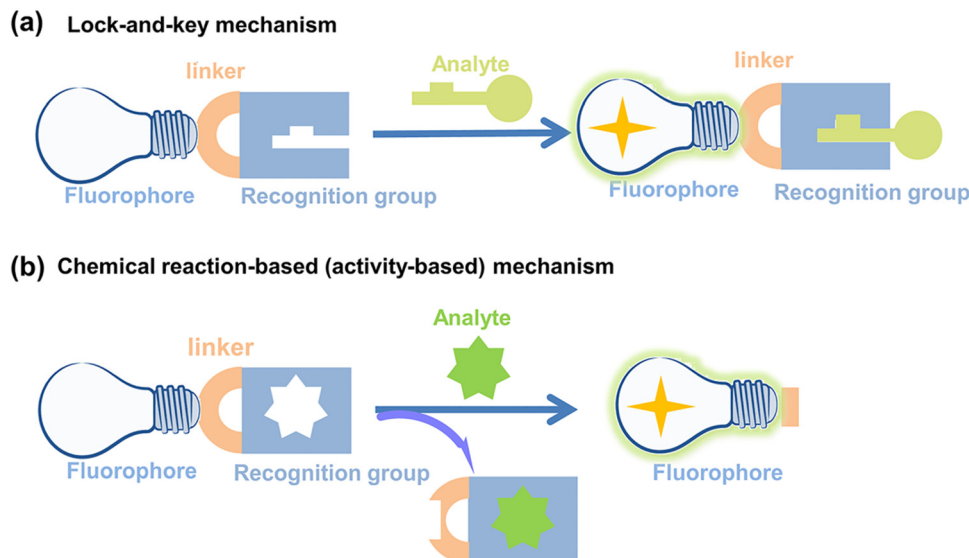 (a) Lock-and-key mechanism
linker
Analyte
linker
Fluorophore
Recognition group
Fluorophore
Recognition group
(b) Chemical reaction-based (activity-based) mechanism
Analyte
linker
Fluorophore
Recognition group
Fluorophore